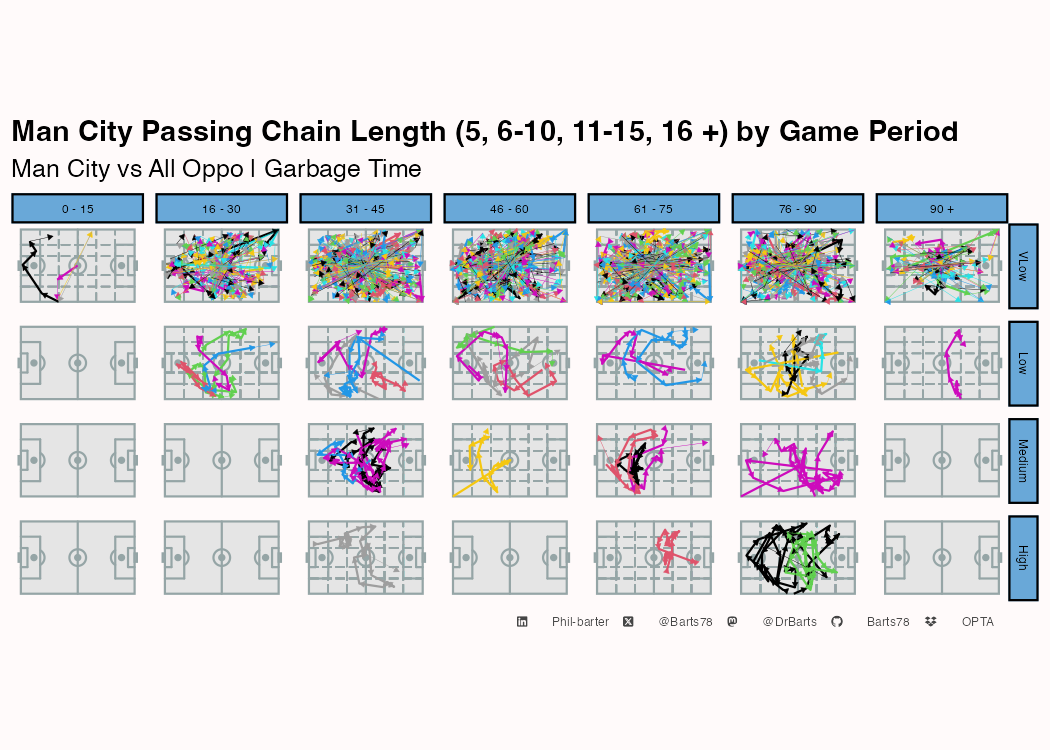 Man City Passing Chain Length (5, 6-10, 11-15, 16 +) by Game Period
Man City vs All Oppo | Garbage Time
0 - 15 16 - 30 31 - 45 46 - 60 61 - 75 76 - 90 90 +
VLow
Low
Medium
High
Phil-barter @Barts78 @DrBarts Barts78 OPTA